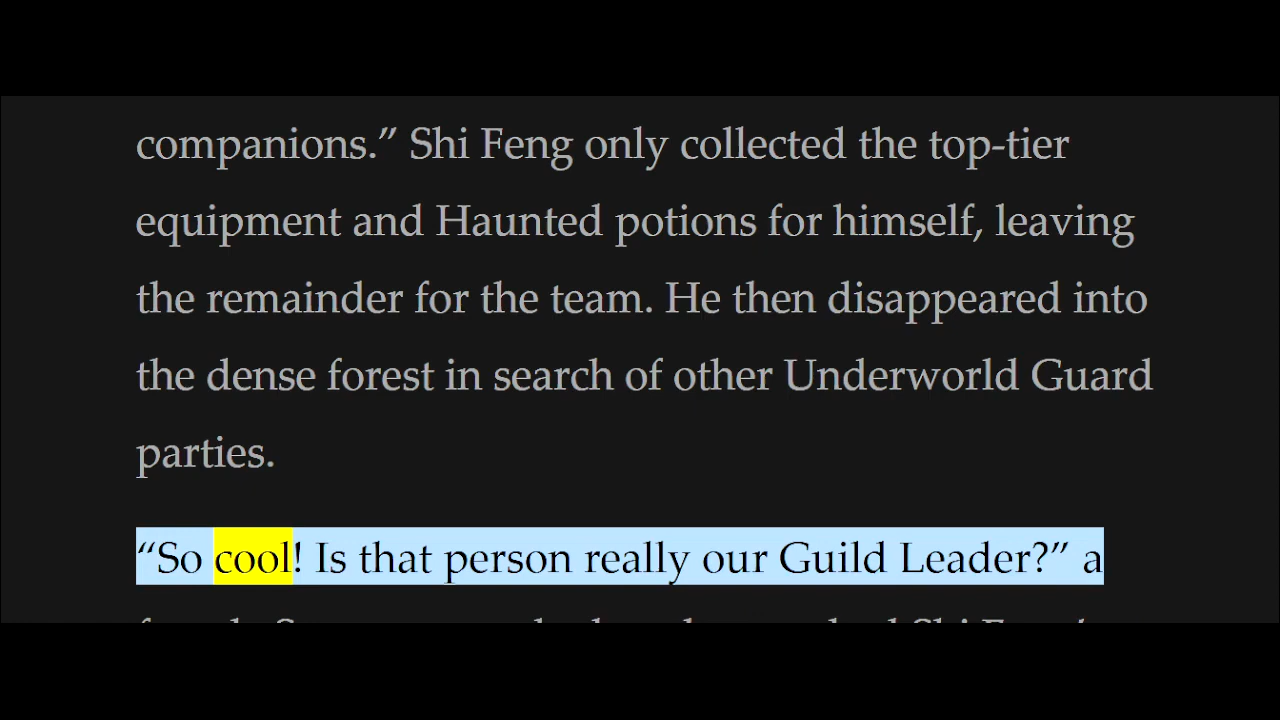 companions.” Shi Feng only collected the top-tier
equipment and Haunted potions for himself, leaving
the remainder for the team. He then disappeared into
the dense forest in search of other Underworld Guard
parties.
“So cool! Is that person really our Guild Leader?” a